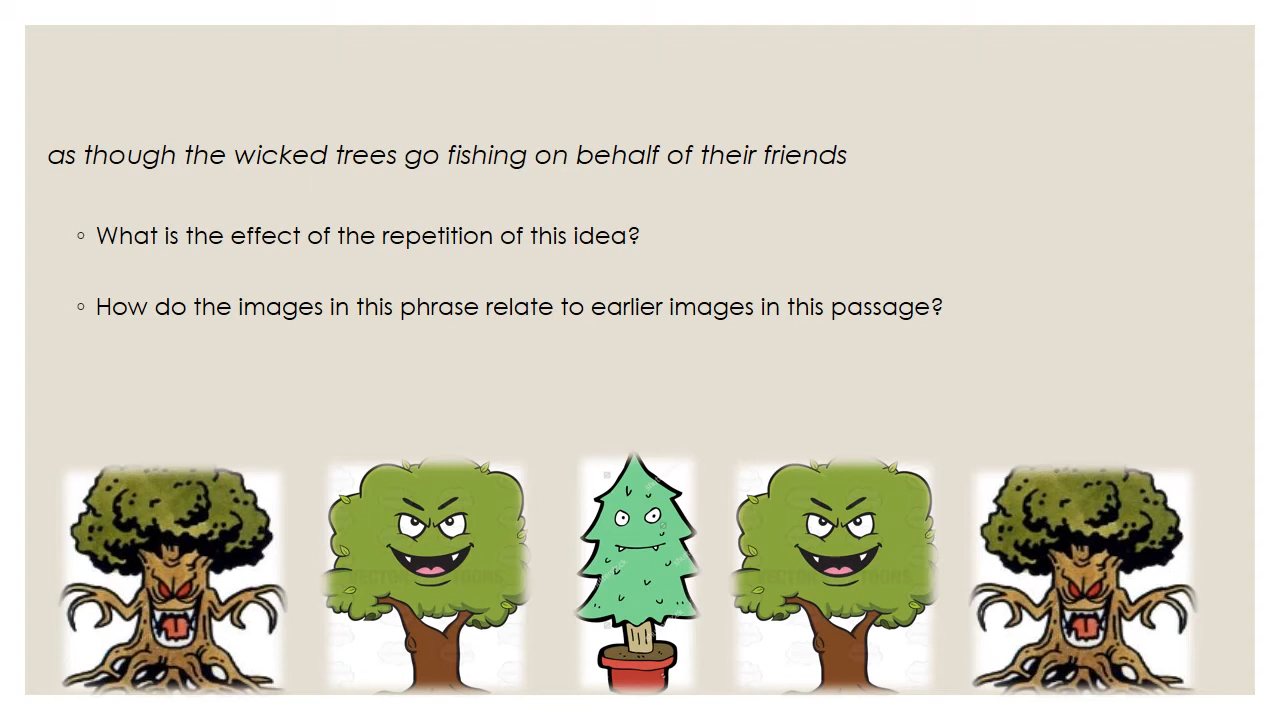 as though the wicked trees go fishing on behalf of their friends
◦ What is the effect of the repetition of this idea?
◦ How do the images in this phrase relate to earlier images in this passage?